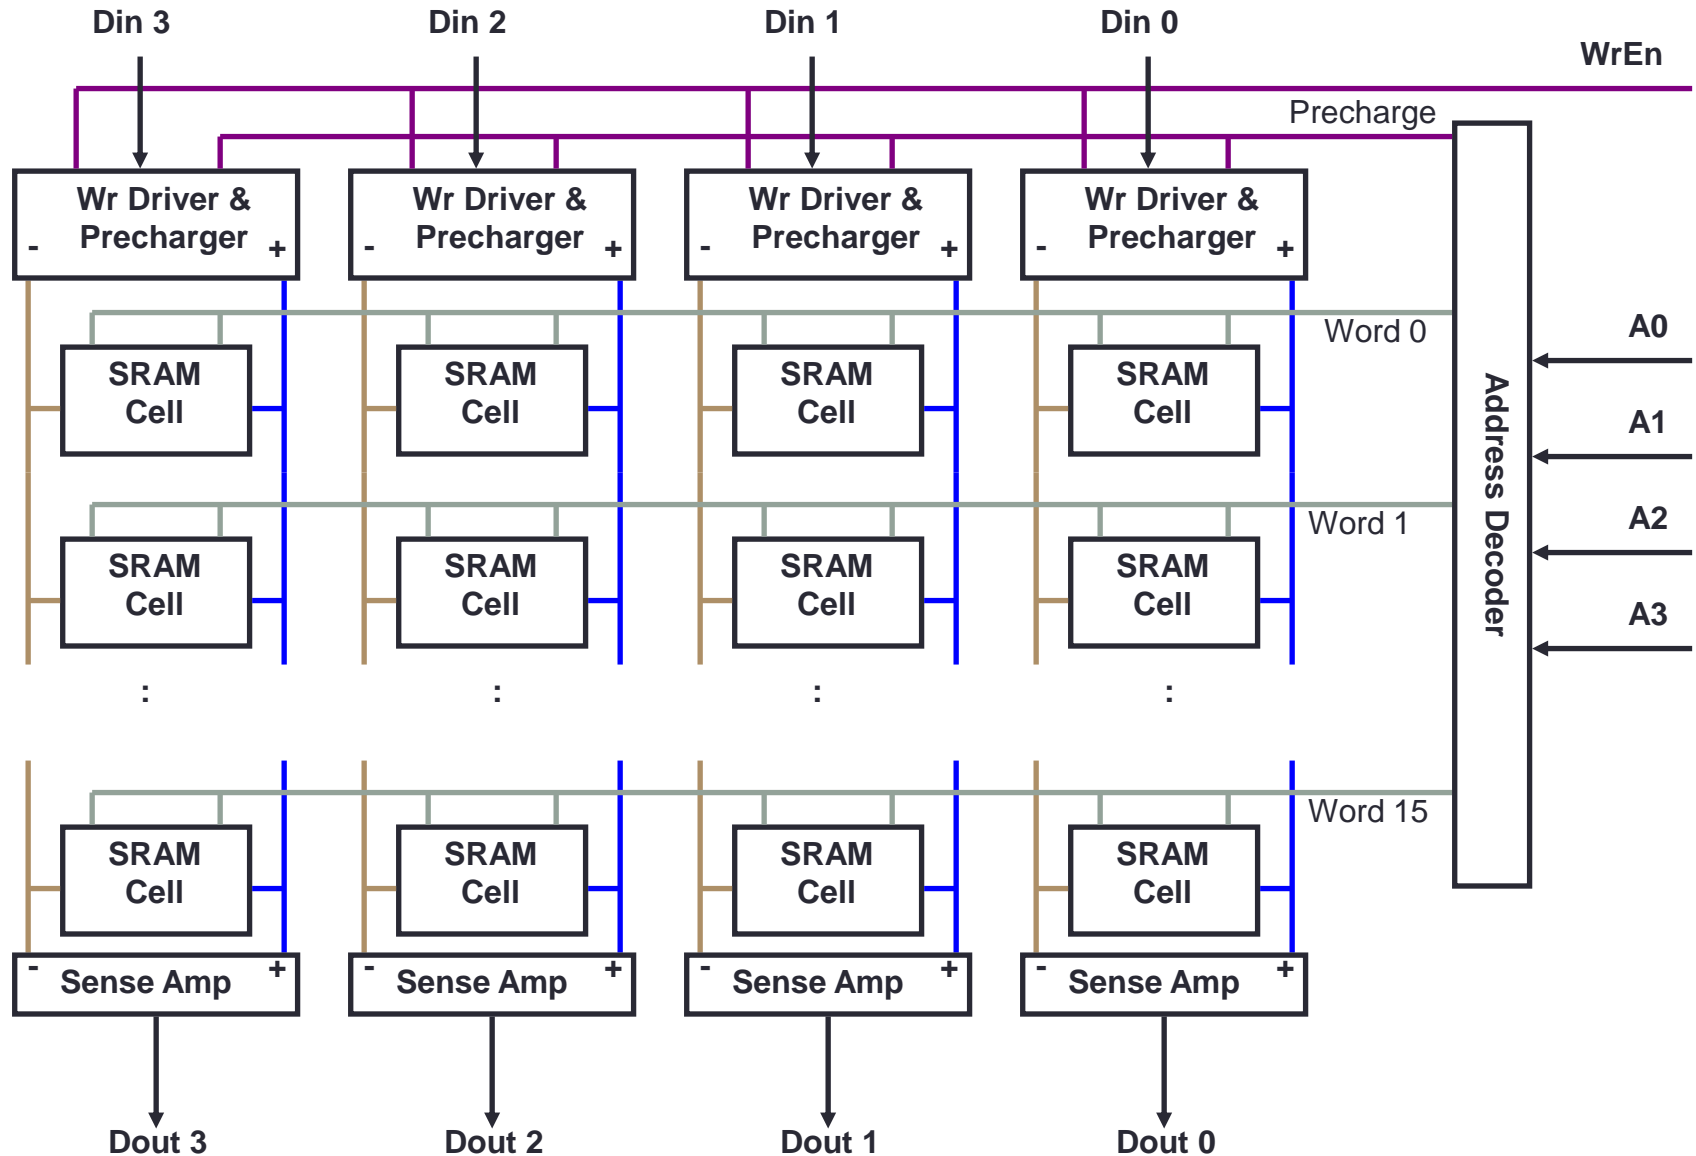 Din 3 Din 2 Din 1 Din 0
WrEn
Precharge
Wr Driver & Wr Driver & Wr Driver & Wr Driver &
- Precharger + - Precharger + - Precharger + - Precharger +
Word 0
A0
SRAM SRAM SRAM SRAM
Cell Cell Cell Cell
A1
Address Decoder
Word 1
A2
SRAM SRAM SRAM SRAM
Cell Cell Cell Cell
A3
: : : :
Word 15
SRAM SRAM SRAM SRAM
Cell Cell Cell Cell
- Sense Amp + - Sense Amp + - Sense Amp + - Sense Amp +
Dout 3 Dout 2 Dout 1 Dout 0